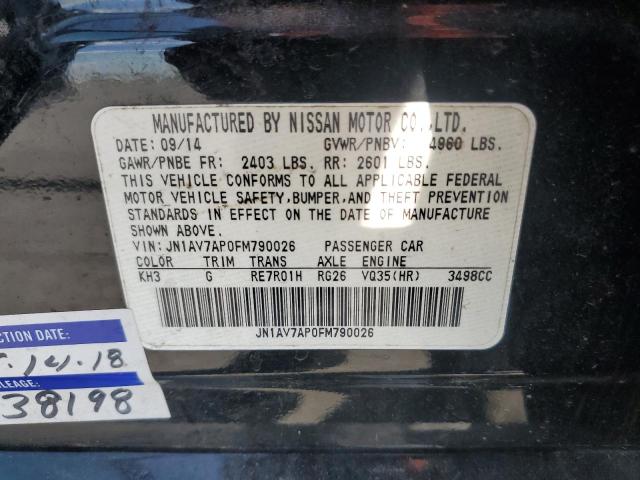 MANUFACTURED BY NISSAN MOTOR CO.,LTD.
DATE: 09/14 GVWR/PNBV: 4960 LBS.
GAWR/PNBE FR: 2403 LBS. RR: 2601 LBS.
THIS VEHICLE CONFORMS TO ALL APPLICABLE FEDERAL
MOTOR VEHICLE SAFETY,BUMPER,AND THEFT PREVENTION
STANDARDS IN EFFECT ON THE DATE OF MANUFACTURE
SHOWN ABOVE.
VIN: JN1AV7AP0FM790026 PASSENGER CAR
COLOR TRIM TRANS AXLE ENGINE
KH3 G RE7R01H RG26 VQ35(HR) 3498CC
JN1AV7AP0FM790026
CTION DATE:
14.18
LEAGE:
38198